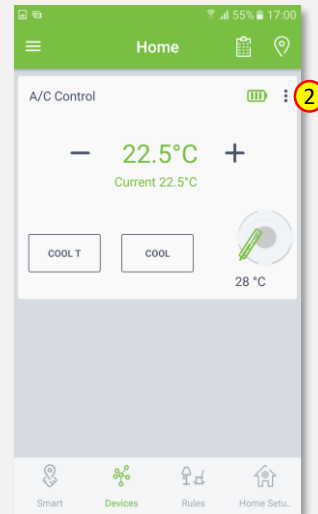 55% 17:00
Home
A/C Control
2
− 22.5°C +
Current 22.5°C
COOL T COOL
28 °C
Smart Devices Rules Home Setu..